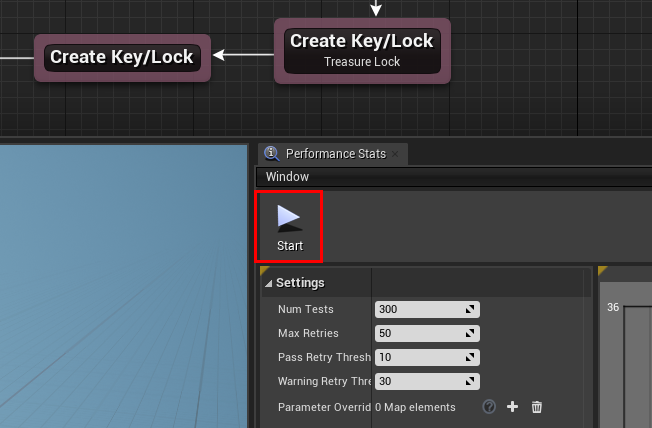 Create Key/Lock
Create Key/Lock
Treasure Lock
Performance Stats
Window
Start
Settings
Num Tests 300
Max Retries 50
Pass Retry Thresh 10
Warning Retry Thre 30
Parameter Overrid 0 Map elements
36